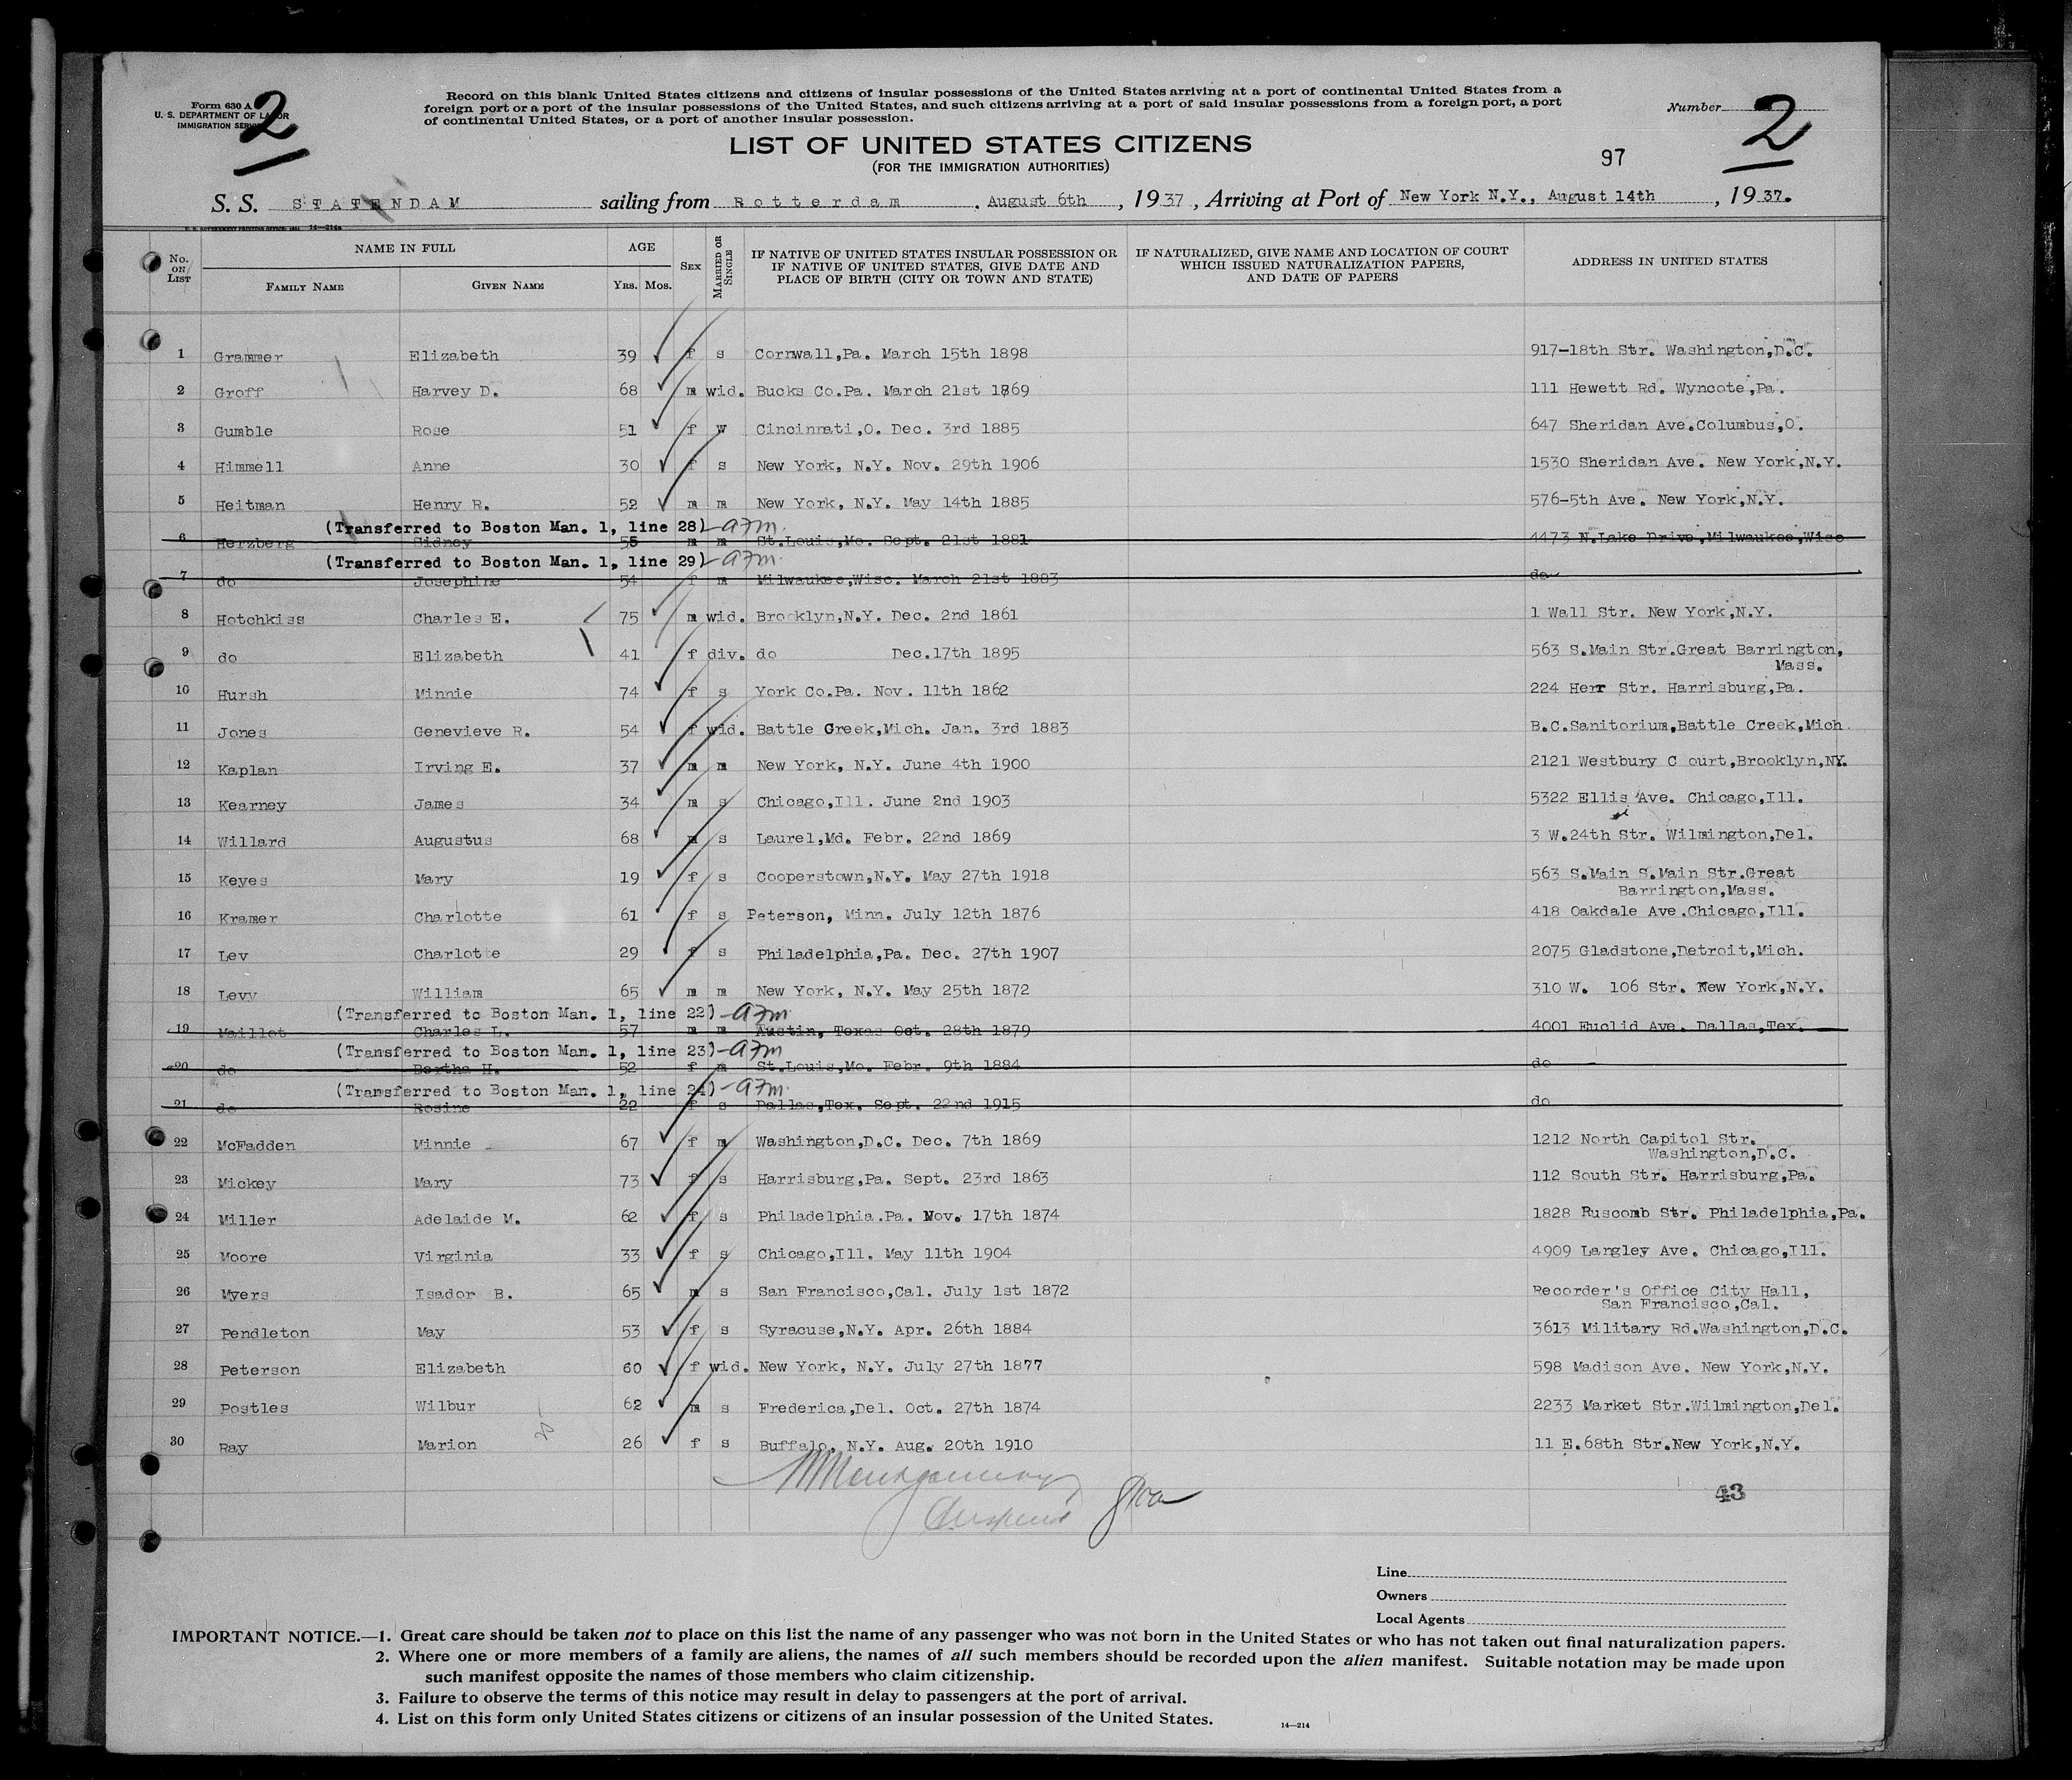 Form 630 A
U. S. DEPARTMENT OF LABOR
IMMIGRATION SERVICE
2
Record on this blank United States citizens and citizens of insular possessions of the United States arriving at a port of continental United States from a
foreign port or a port of the insular possessions of the United States, and such citizens arriving at a port of said insular possessions from a foreign port, a port
of continental United States, or a port of another insular possession.
Number 2
LIST OF UNITED STATES CITIZENS
(FOR THE IMMIGRATION AUTHORITIES)
97
S. S. STATENDAM sailing from Rotterdam, August 6th, 1937, Arriving at Port of New York N.Y., August 14th, 1937.
14—214a
No. ON LIST NAME IN FULL FAMILY NAME GIVEN NAME AGE YRS. MOS. SEX MARRIED OR SINGLE IF NATIVE OF UNITED STATES INSULAR POSSESSION OR IF NATIVE OF UNITED STATES, GIVE DATE AND PLACE OF BIRTH (CITY OR TOWN AND STATE) IF NATURALIZED, GIVE NAME AND LOCATION OF COURT WHICH ISSUED NATURALIZATION PAPERS, AND DATE OF PAPERS ADDRESS IN UNITED STATES
1 Grammer Elizabeth 39 f s Cornwall,Pa. March 15th 1898 917-18th Str. Washington,D.C.
2 Groff Harvey D. 68 m wid. Bucks Co.Pa. March 21st 1869 111 Hewett Rd. Wyncote,Pa.
3 Gumble Rose 51 f w Cincinnati,O. Dec. 3rd 1885 647 Sheridan Ave.Columbus,O.
4 Himmell Anne 30 f s New York, N.Y. Nov. 29th 1906 1530 Sheridan Ave. New York,N.Y.
5 Heitman Henry R. 52 m m New York, N.Y. May 14th 1885 576-5th Ave. New York,N.Y.
(Transferred to Boston Man. 1, line 28)
6 Herzberg Sidney 55 m m St.Louis,Mo. Sept. 21st 1881 4473 N.Lake Drive,Milwaukee,Wisc
(Transferred to Boston Man. 1, line 29)
7 do Josephine 54 f m Milwaukee,Wisc. March 21st 1883 do
8 Hotchkiss Charles E. 75 m wid. Brooklyn,N.Y. Dec. 2nd 1861 1 Wall Str. New York,N.Y.
9 do Elizabeth 41 f div. do Dec.17th 1895 563 S.Main Str.Great Barrington,
Mass.
10 Hursh Minnie 74 f s York Co.Pa. Nov. 11th 1862 224 Herr Str. Harrisburg,Pa.
11 Jones Genevieve R. 54 f wid. Battle Creek,Mich. Jan. 3rd 1883 B.C.Sanitorium,Battle Creek,Mich.
12 Kaplan Irving E. 37 m m New York, N.Y. June 4th 1900 2121 Westbury C ourt,Brooklyn,NY.
13 Kearney James 34 m s Chicago,Ill. June 2nd 1903 5322 Ellis Ave. Chicago,Ill.
14 Willard Augustus 68 m s Laurel,Md. Febr. 22nd 1869 3 W.24th Str. Wilmington,Del.
15 Keyes Mary 19 f s Cooperstown,N.Y. May 27th 1918 563 S.Main S.Main Str.Great
Barrington,Mass.
16 Kramer Charlotte 61 f s Peterson, Minn. July 12th 1876 418 Oakdale Ave.Chicago,Ill.
17 Lev Charlotte 29 f s Philadelphia,Pa. Dec. 27th 1907 2075 Gladstone,Detroit,Mich.
18 Levy William 65 m m New York, N.Y. May 25th 1872 310 W. 106 Str. New York,N.Y.
(Transferred to Boston Man. 1, line 22)
19 Maillot Charles L. 57 m m Austin, Texas Oct. 28th 1879 4001 Euclid Ave. Dallas,Tex.
(Transferred to Boston Man. 1, line 23)
20 do Bertha H. 52 f m St.Louis,Mo. Febr. 9th 1884 do
(Transferred to Boston Man. 1, line 24)
21 do Rosine 22 f s Dallas,Tex. Sept. 22nd 1915 do
22 McFadden Minnie 67 f m Washington,D.C. Dec. 7th 1869 1212 North Capitol Str.
Washington,D.C.
23 Mickey Mary 73 f s Harrisburg,Pa. Sept. 23rd 1863 112 South Str. Harrisburg,Pa.
24 Miller Adelaide M. 62 f s Philadelphia.Pa. Nov. 17th 1874 1828 Ruscomb Str. Philadelphia,Pa.
25 Moore Virginia 33 f s Chicago,Ill. May 11th 1904 4909 Langley Ave. Chicago,Ill.
26 Myers Isador B. 65 m s San Francisco,Cal. July 1st 1872 Recorder's Office City Hall,
San Francisco,Cal.
27 Pendleton May 53 f s Syracuse,N.Y. Apr. 26th 1884 3613 Military Rd.Washington,D.C.
28 Peterson Elizabeth 60 f wid. New York, N.Y. July 27th 1877 598 Madison Ave. New York,N.Y.
29 Postles Wilbur 62 m s Frederica,Del. Oct. 27th 1874 2233 Market Str.Wilmington,Del.
30 Ray Marion 26 f s Buffalo, N.Y. Aug. 20th 1910 11 E.68th Str.New York,N.Y.
43
Line
Owners
Local Agents
IMPORTANT NOTICE.—1. Great care should be taken not to place on this list the name of any passenger who was not born in the United States or who has not taken out final naturalization papers.
2. Where one or more members of a family are aliens, the names of all such members should be recorded upon the alien manifest. Suitable notation may be made upon
such manifest opposite the names of those members who claim citizenship.
3. Failure to observe the terms of this notice may result in delay to passengers at the port of arrival.
4. List on this form only United States citizens or citizens of an insular possession of the United States.
14—214